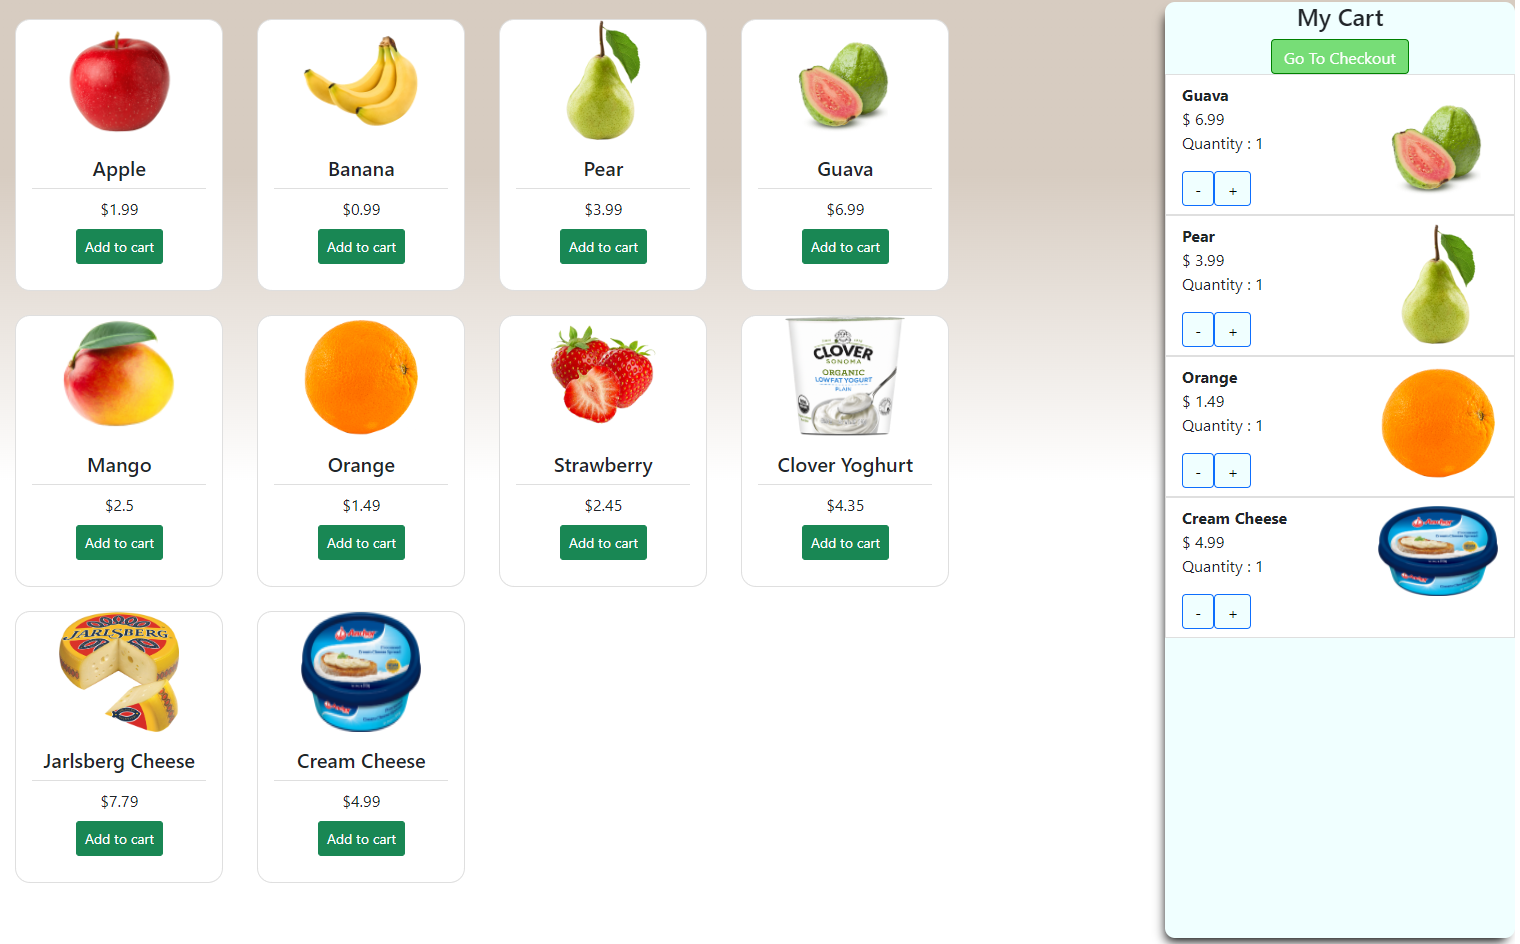 Apple
$1.99
Add to cart
Banana
$0.99
Add to cart
Pear
$3.99
Add to cart
Guava
$6.99
Add to cart
Mango
$2.5
Add to cart
Orange
$1.49
Add to cart
Strawberry
$2.45
Add to cart
CLOVER
SONOMA
ORGANIC
LOWFAT YOGURT
PLAIN
Clover Yoghurt
$4.35
Add to cart
JARLSBERG
Jarlsberg Cheese
$7.79
Add to cart
Anchor
Cream Cheese
$4.99
Add to cart
My Cart
Go To Checkout
Guava
$ 6.99
Quantity : 1
-
+
Pear
$ 3.99
Quantity : 1
-
+
Orange
$ 1.49
Quantity : 1
-
+
Cream Cheese
$ 4.99
Quantity : 1
-
+
Anchor